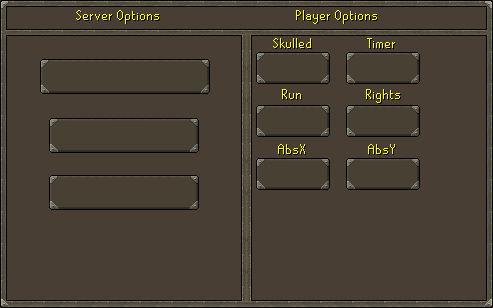 Server Options
Player Options
Skulled Timer
Run Rights
AbsX AbsY